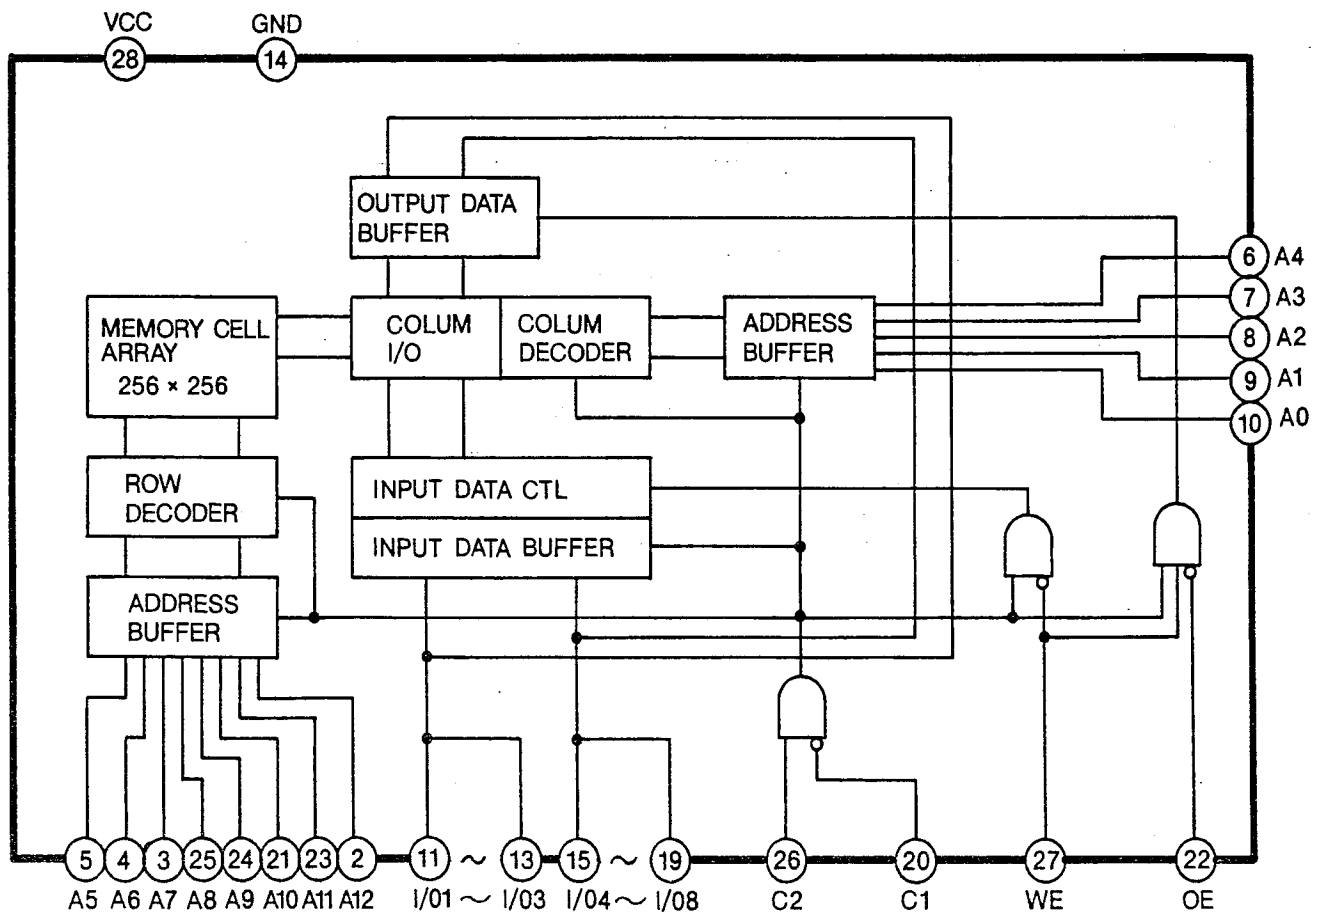 VCC
GND
28
14
OUTPUT DATA
BUFFER
6 A4
7 A3
8 A2
9 A1
10 A0
MEMORY CELL
ARRAY
256 × 256
COLUM
I/O
COLUM
DECODER
ADDRESS
BUFFER
ROW
DECODER
INPUT DATA CTL
INPUT DATA BUFFER
ADDRESS
BUFFER
5 4 3 25 24 21 23 2 11 ~ 13 15 ~ 19 26 20 27 22
A5 A6 A7 A8 A9 A10 A11 A12 I/01 ~ I/03 I/04 ~ I/08 C2 C1 WE OE